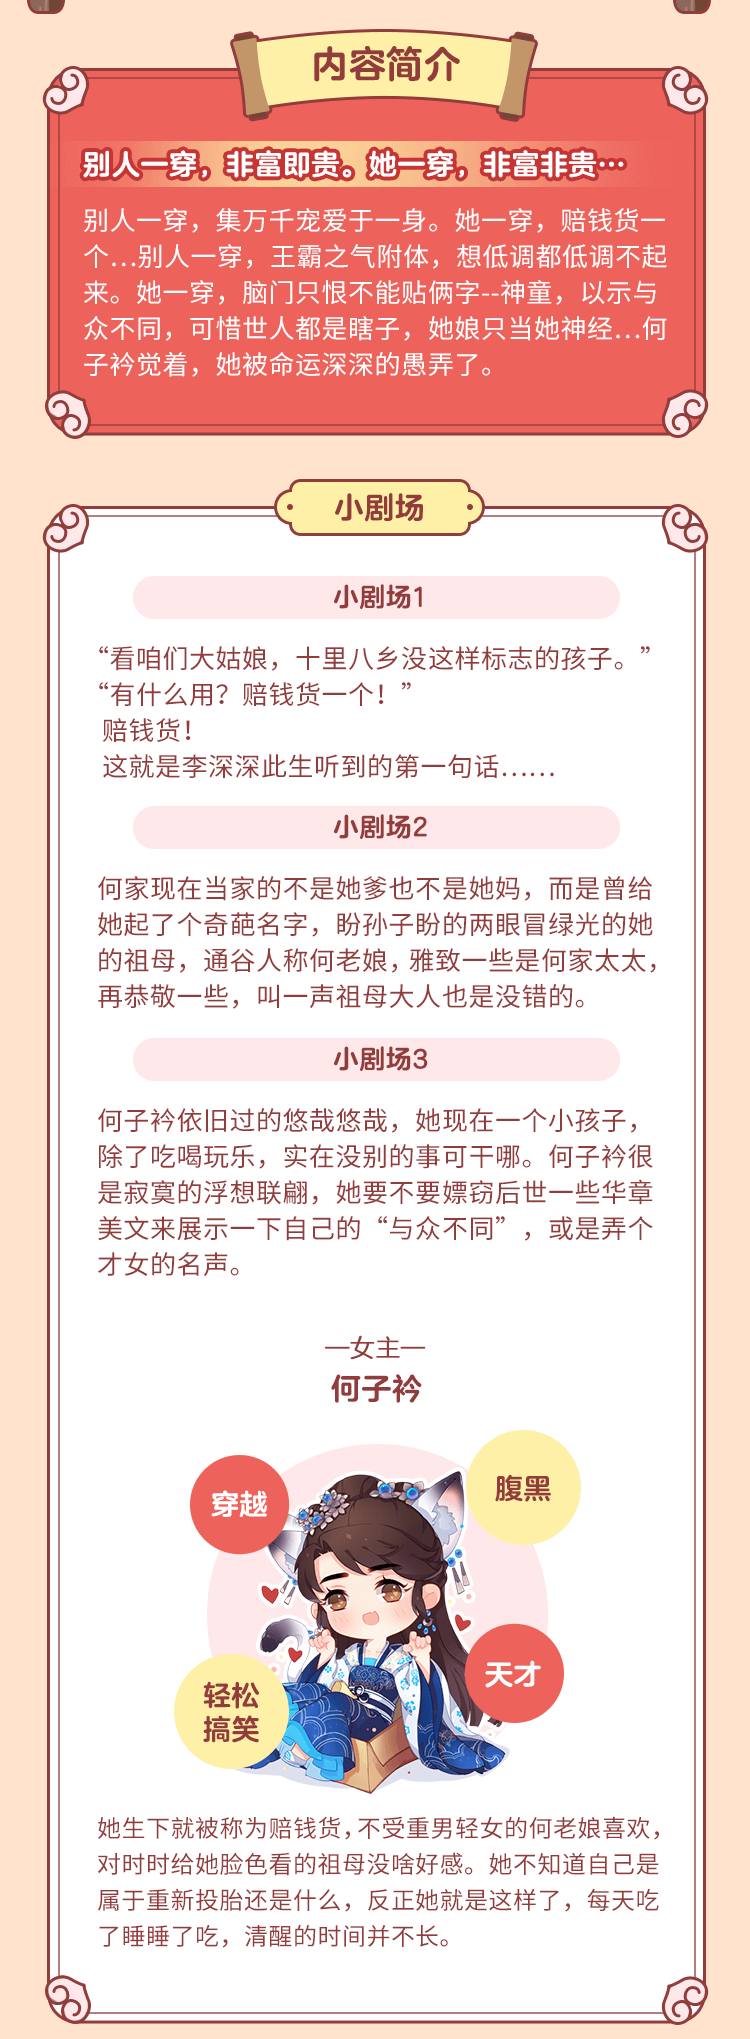 内容简介
别人一穿，非富即贵。她一穿，非富非贵…
别人一穿，集万千宠爱于一身。她一穿，赔钱货一
个…别人一穿，王霸之气附体，想低调都低调不起
来。她一穿，脑门只恨不能贴俩字--神童，以示与
众不同，可惜世人都是瞎子，她娘只当她神经…何
子衿觉着，她被命运深深的愚弄了。
小剧场
小剧场1
“看咱们大姑娘，十里八乡没这样标志的孩子。”
“有什么用？赔钱货一个！”
赔钱货！
这就是李深深此生听到的第一句话……
小剧场2
何家现在当家的不是她爹也不是她妈，而是曾给
她起了个奇葩名字，盼孙子盼的两眼冒绿光的她
的祖母，通谷人称何老娘，雅致一些是何家太太，
再恭敬一些，叫一声祖母大人也是没错的。
小剧场3
何子衿依旧过的悠哉悠哉，她现在一个小孩子，
除了吃喝玩乐，实在没别的事可干哪。何子衿很
是寂寞的浮想联翩，她要不要嫖窃后世一些华章
美文来展示一下自己的“与众不同”，或是弄个
才女的名声。
—女主—
何子衿
穿越
腹黑
天才
轻松
搞笑
她生下就被称为赔钱货，不受重男轻女的何老娘喜欢，
对时时给她脸色看的祖母没啥好感。她不知道自己是
属于重新投胎还是什么，反正她就是这样了，每天吃
了睡睡了吃，清醒的时间并不长。